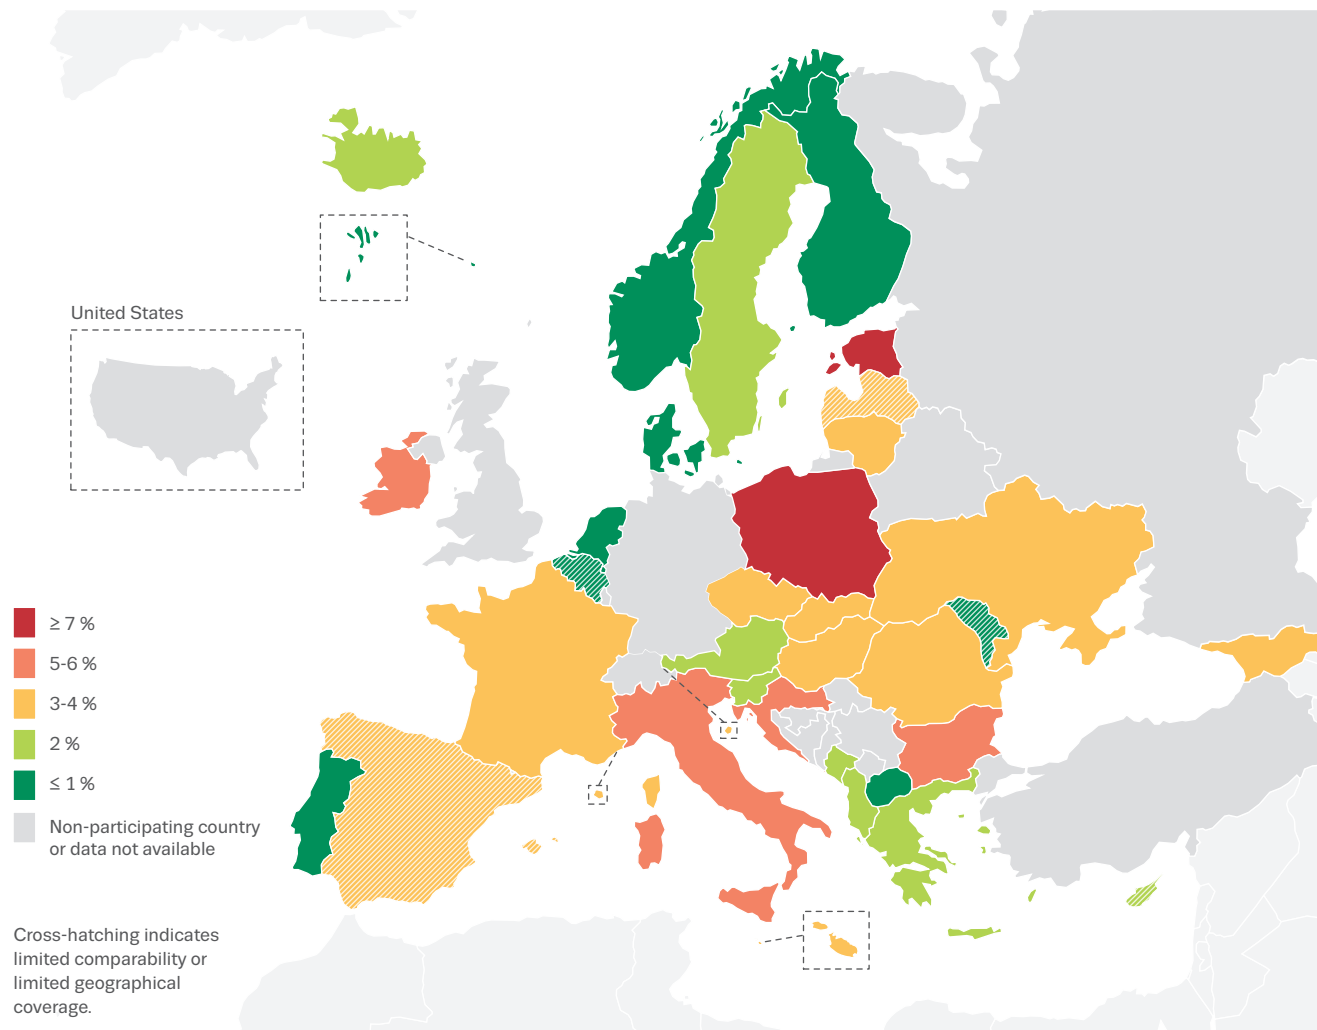 United States
≥ 7 %
5-6 %
3-4 %
2 %
≤ 1 %
Non-participating country
or data not available
Cross-hatching indicates
limited comparability or
limited geographical
coverage.